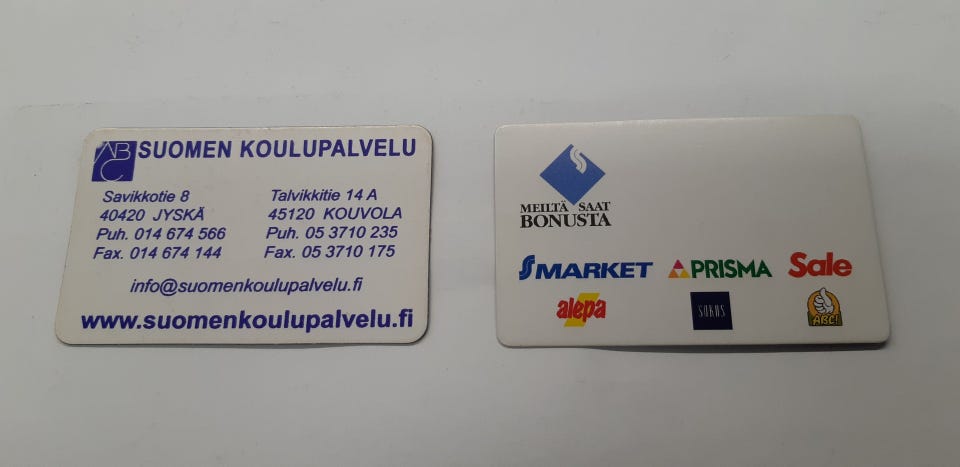 ABC
SUOMEN KOULUPALVELU
Savikkotie 8
40420 JYSKÄ
Puh. 014 674 566
Fax. 014 674 144
Talvikkitie 14 A
45120 KOUVOLA
Puh. 05 3710 235
Fax. 05 3710 175
info@suomenkoulupalvelu.fi
www.suomenkoulupalvelu.fi
S
MEILTÄ SAAT
BONUSTA
S MARKET
PRISMA
Sale
alepa
SOKOS
ABC!